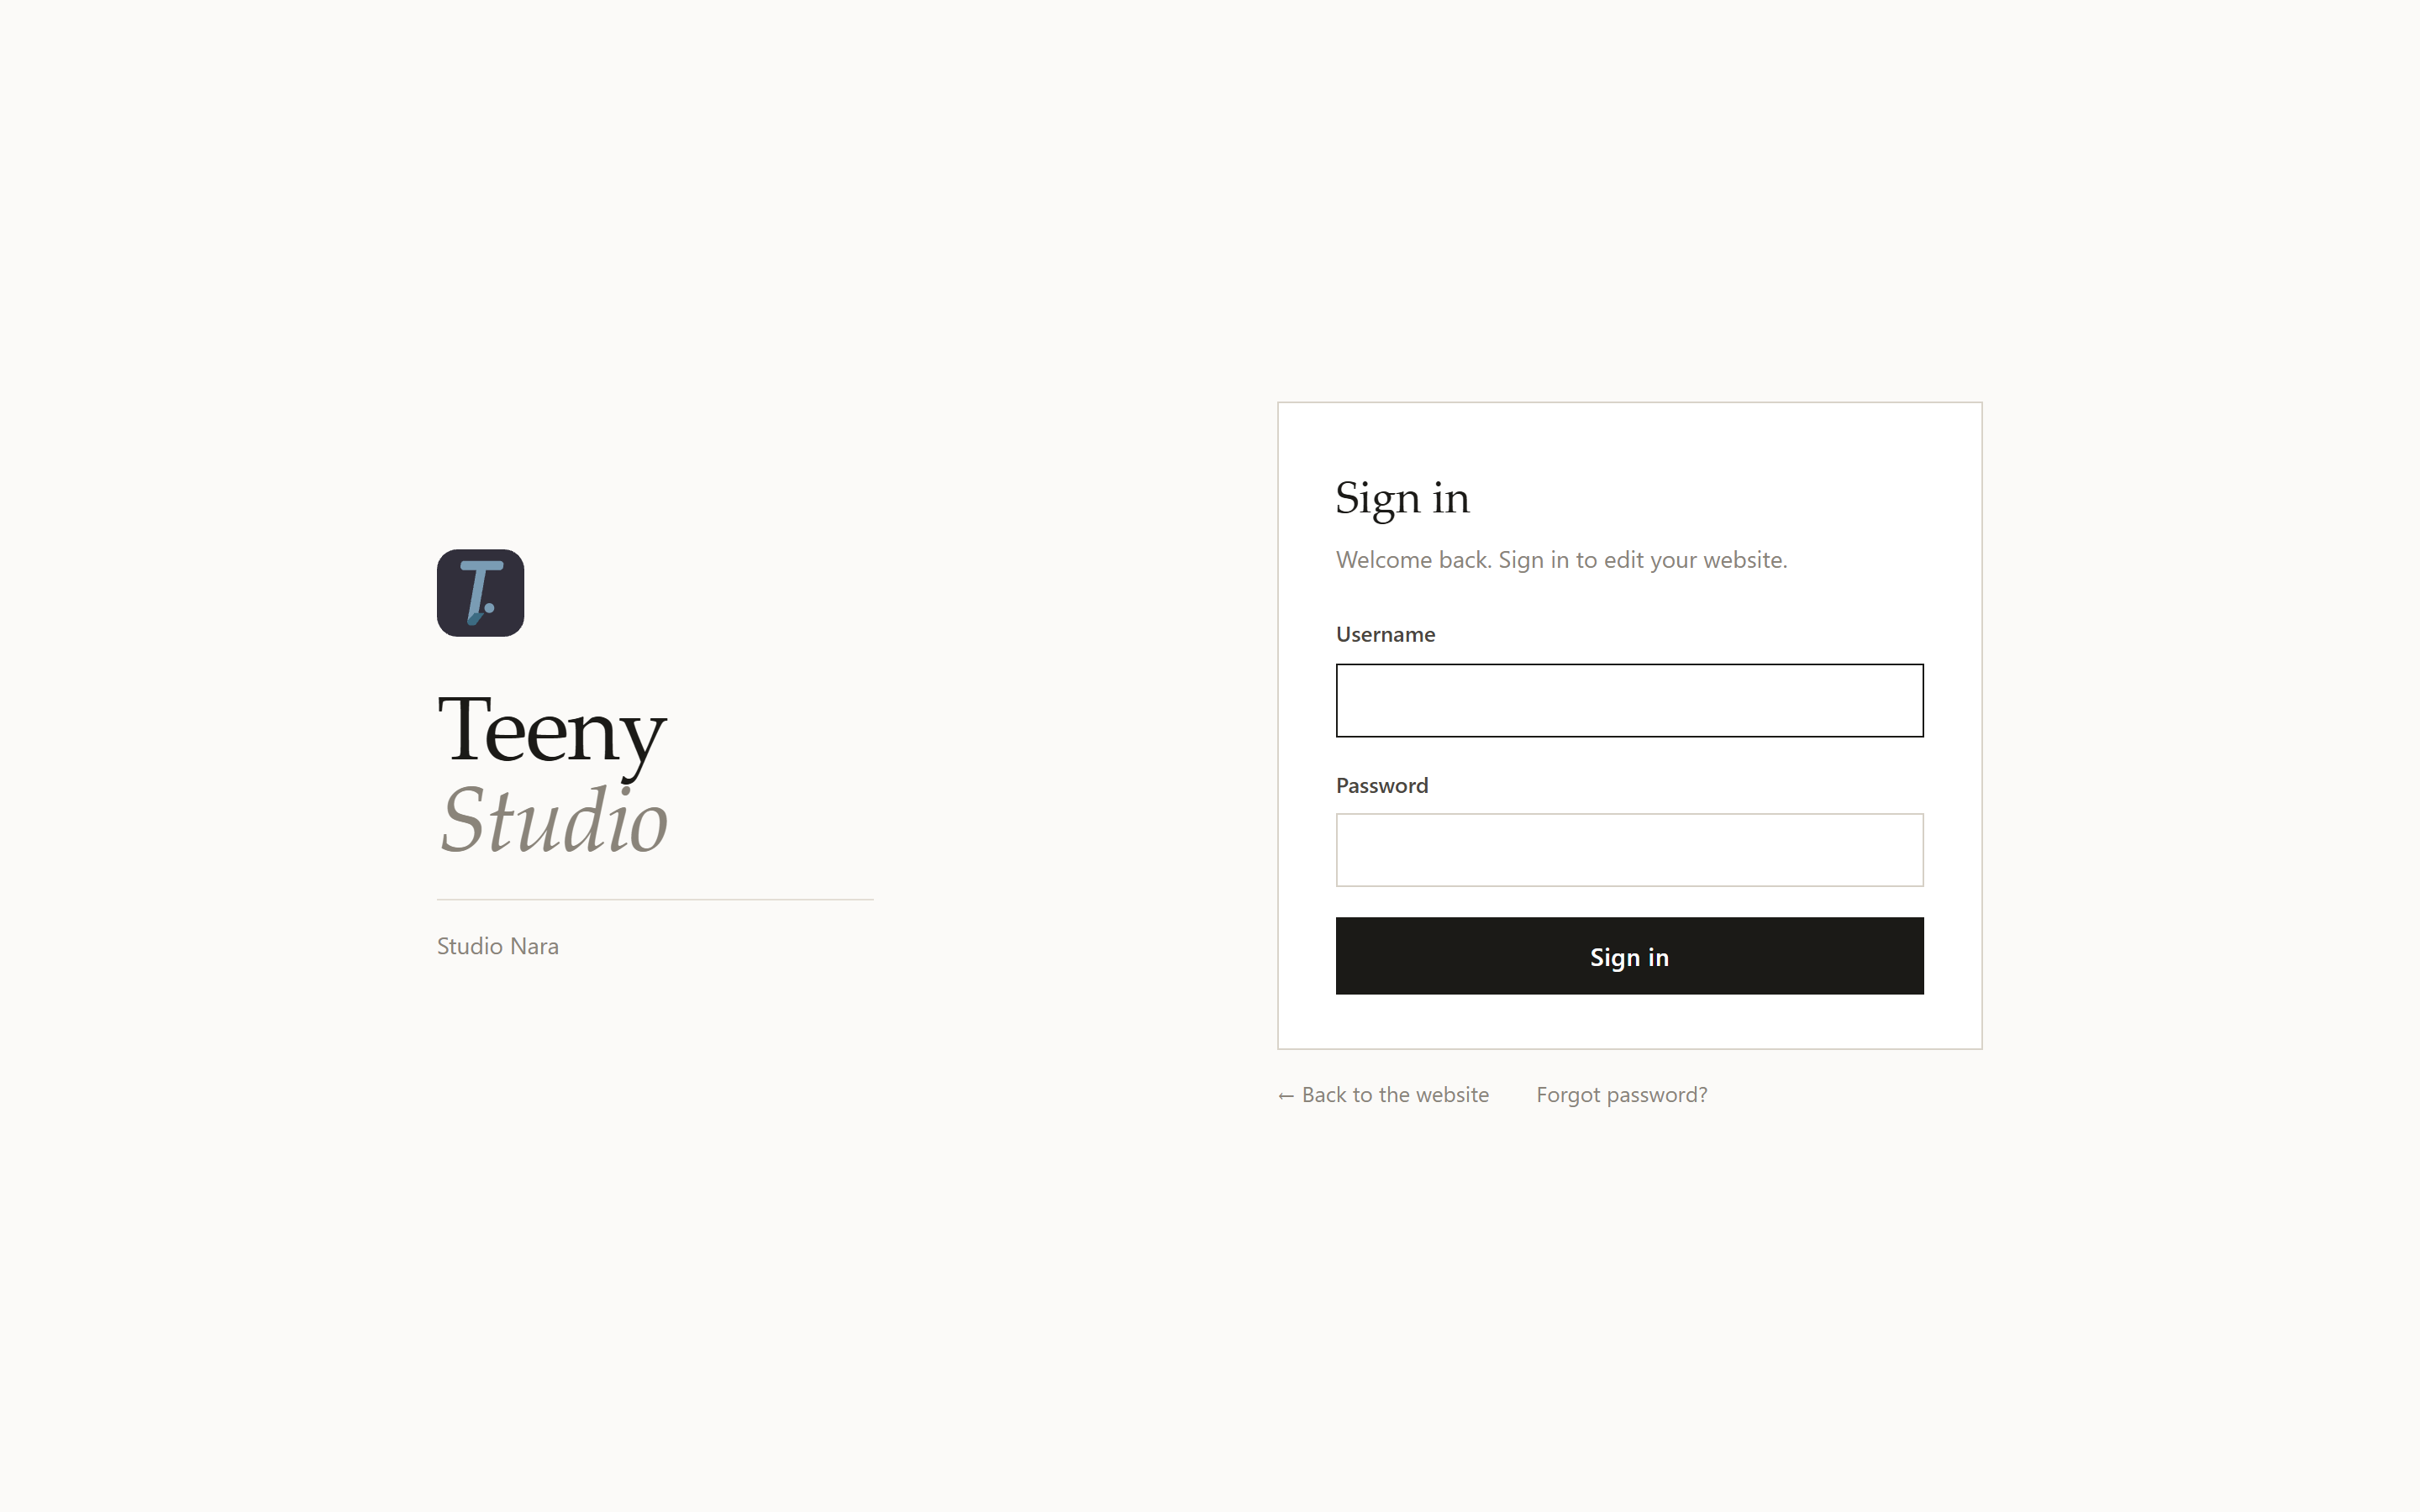 T.
Teeny
Studio
Studio Nara
Sign in
Welcome back. Sign in to edit your website.
Username
Password
Sign in
← Back to the website
Forgot password?